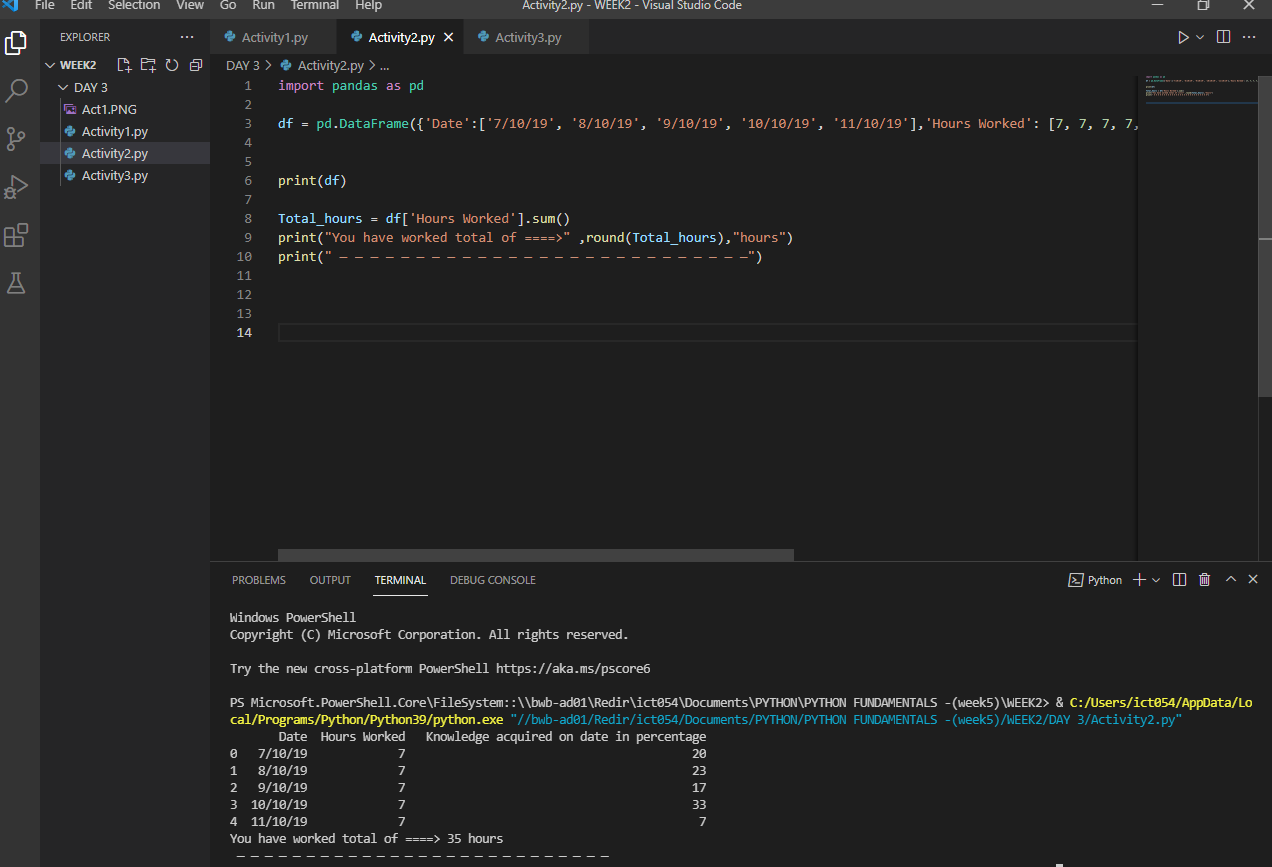 File Edit Selection View Go Run Terminal Help Activity2.py - WEEK2 - Visual Studio Code
EXPLORER ··· Activity1.py Activity2.py Activity3.py
WEEK2
DAY 3 > Activity2.py > ...
DAY 3
Act1.PNG
Activity1.py
Activity2.py
Activity3.py
1 import pandas as pd
2
3 df = pd.DataFrame({'Date':['7/10/19', '8/10/19', '9/10/19', '10/10/19', '11/10/19'],'Hours Worked': [7, 7, 7, 7,
4
5
6 print(df)
7
8 Total_hours = df['Hours Worked'].sum()
9 print("You have worked total of ====>" ,round(Total_hours),"hours")
10 print(" — — — — — — — — — — — — — — — — — — — — — — — — — — —")
11
12
13
14
PROBLEMS OUTPUT TERMINAL DEBUG CONSOLE Python
Windows PowerShell
Copyright (C) Microsoft Corporation. All rights reserved.
Try the new cross-platform PowerShell https://aka.ms/pscore6
PS Microsoft.PowerShell.Core\FileSystem::\\bwb-ad01\Redir\ict054\Documents\PYTHON\PYTHON FUNDAMENTALS -(week5)\WEEK2> & C:/Users/ict054/AppData/Lo
cal/Programs/Python/Python39/python.exe "//bwb-ad01/Redir/ict054/Documents/PYTHON/PYTHON FUNDAMENTALS -(week5)/WEEK2/DAY 3/Activity2.py"
Date Hours Worked Knowledge acquired on date in percentage
0 7/10/19 7 20
1 8/10/19 7 23
2 9/10/19 7 17
3 10/10/19 7 33
4 11/10/19 7 7
You have worked total of ====> 35 hours
— — — — — — — — — — — — — — — — — — — — — — — — — — —